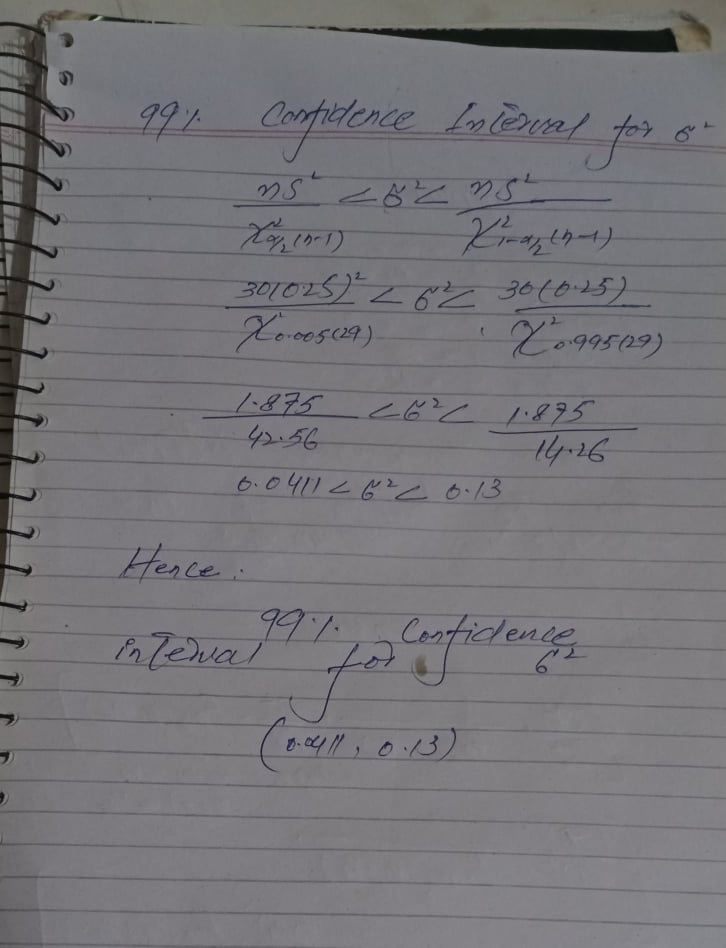 99%. Confidence Interval for σ²
nS² / χ²α/2 (n-1) < σ² < nS² / χ²1-α/2 (n-1)
30(0.25)² / χ²0.005(29) < σ² < 30(0.25) / χ²0.995(29)
1.875 / 42.56 < σ² < 1.875 / 14.26
0.0411 < σ² < 0.13
Hence:
99%. Confidence
interval for σ²
(0.0411, 0.13)